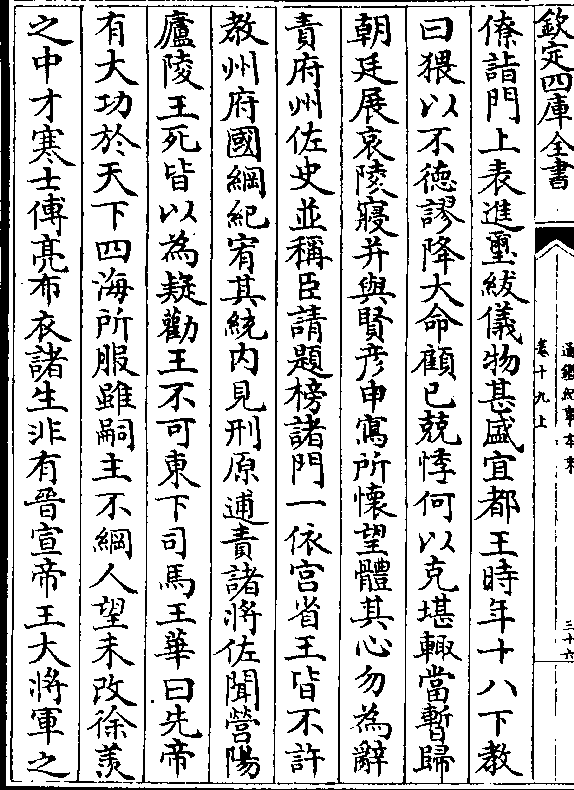 欽定四庫全書
通鑑紀事本末
卷十九上
三十六
僚詣門上表進璽紱儀物甚盛宜都王時年十八下教
曰猥以不德謬降大命顧已兢悸何以克堪輙當暫歸
朝廷展哀陵寢并與賢彦申寫所懷望體其心勿為辭
責府州佐史並稱臣請題榜諸門一依宫省王皆不許
教州府國綱紀宥其統内見刑原逋責諸將佐聞營陽
廬陵王死皆以為疑勸王不可東下司馬王華曰先帝
有大功於天下四海所服雖嗣主不綱人望未改徐羨
之中才寒士傅亮布衣諸生非有晉宣帝王大將軍之